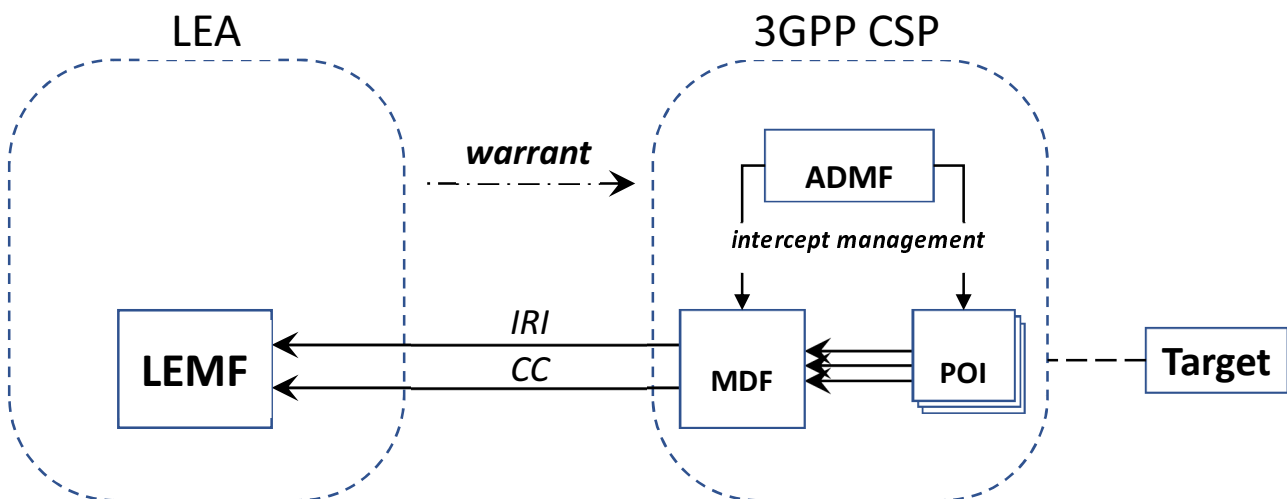 LEA
3GPP CSP
warrant
ADMF
intercept management
IRI
CC
LEMF
MDF
POI
Target